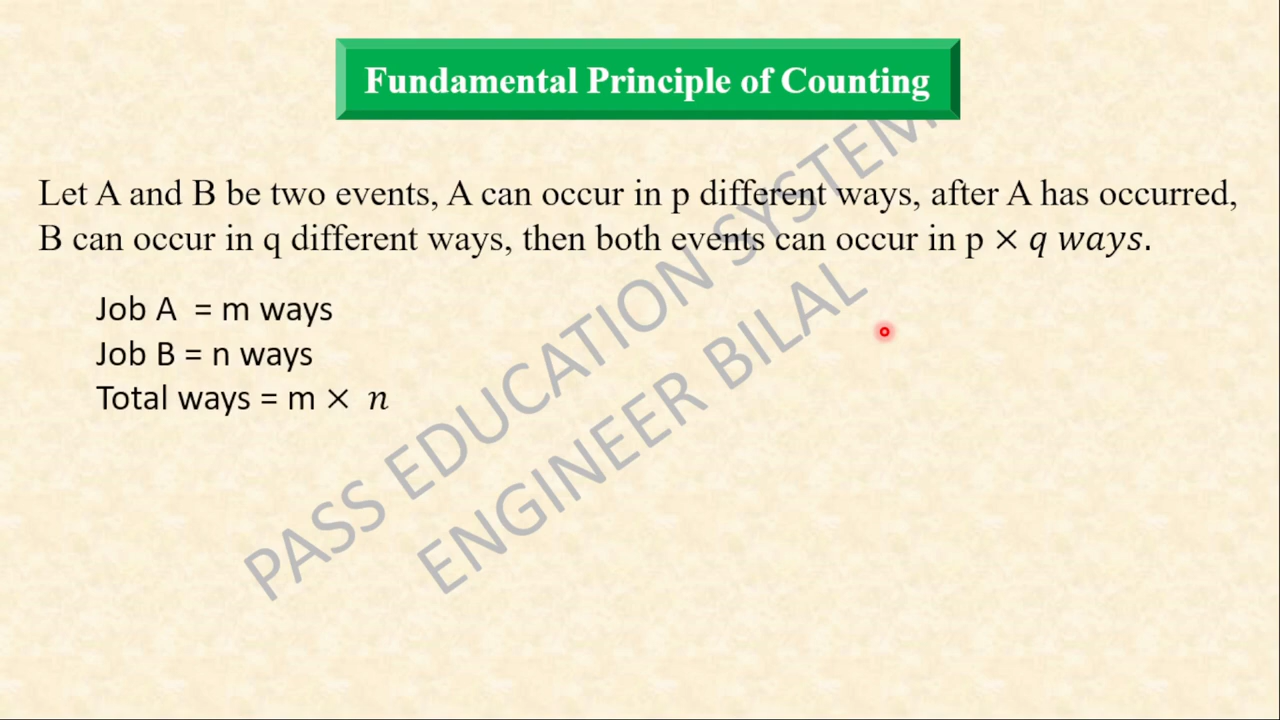 Fundamental Principle of Counting
Let A and B be two events, A can occur in p different ways, after A has occurred,
B can occur in q different ways, then both events can occur in p × q ways.
Job A = m ways
Job B = n ways
Total ways = m × n
PASS EDUCATION SYSTEM
ENGINEER BILAL